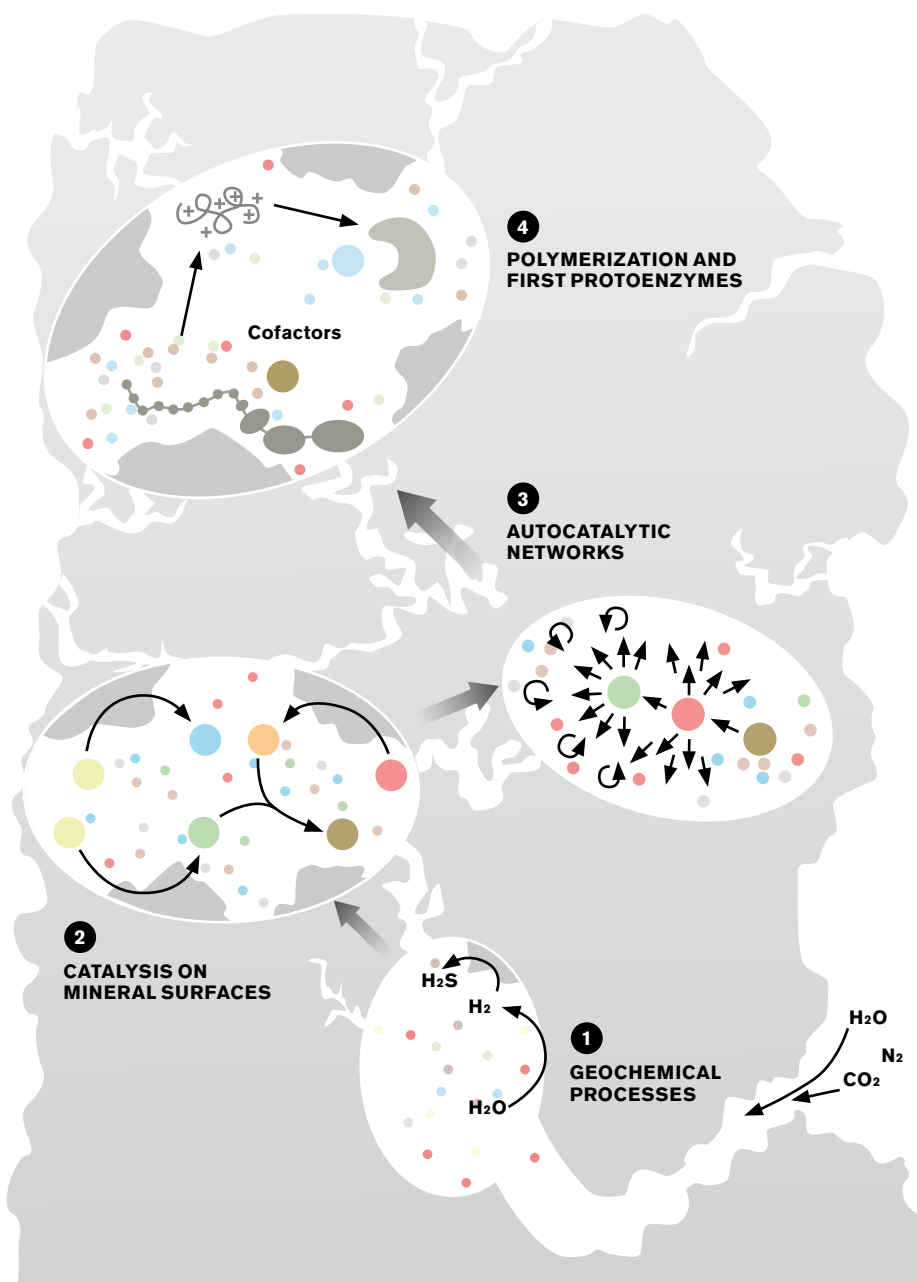 4
POLYMERIZATION AND
FIRST PROTOENZYMES
Cofactors
3
AUTOCATALYTIC
NETWORKS
2
CATALYSIS ON
MINERAL SURFACES
H2S
H2
H2O
1
GEOCHEMICAL
PROCESSES
H2O
N2
CO2